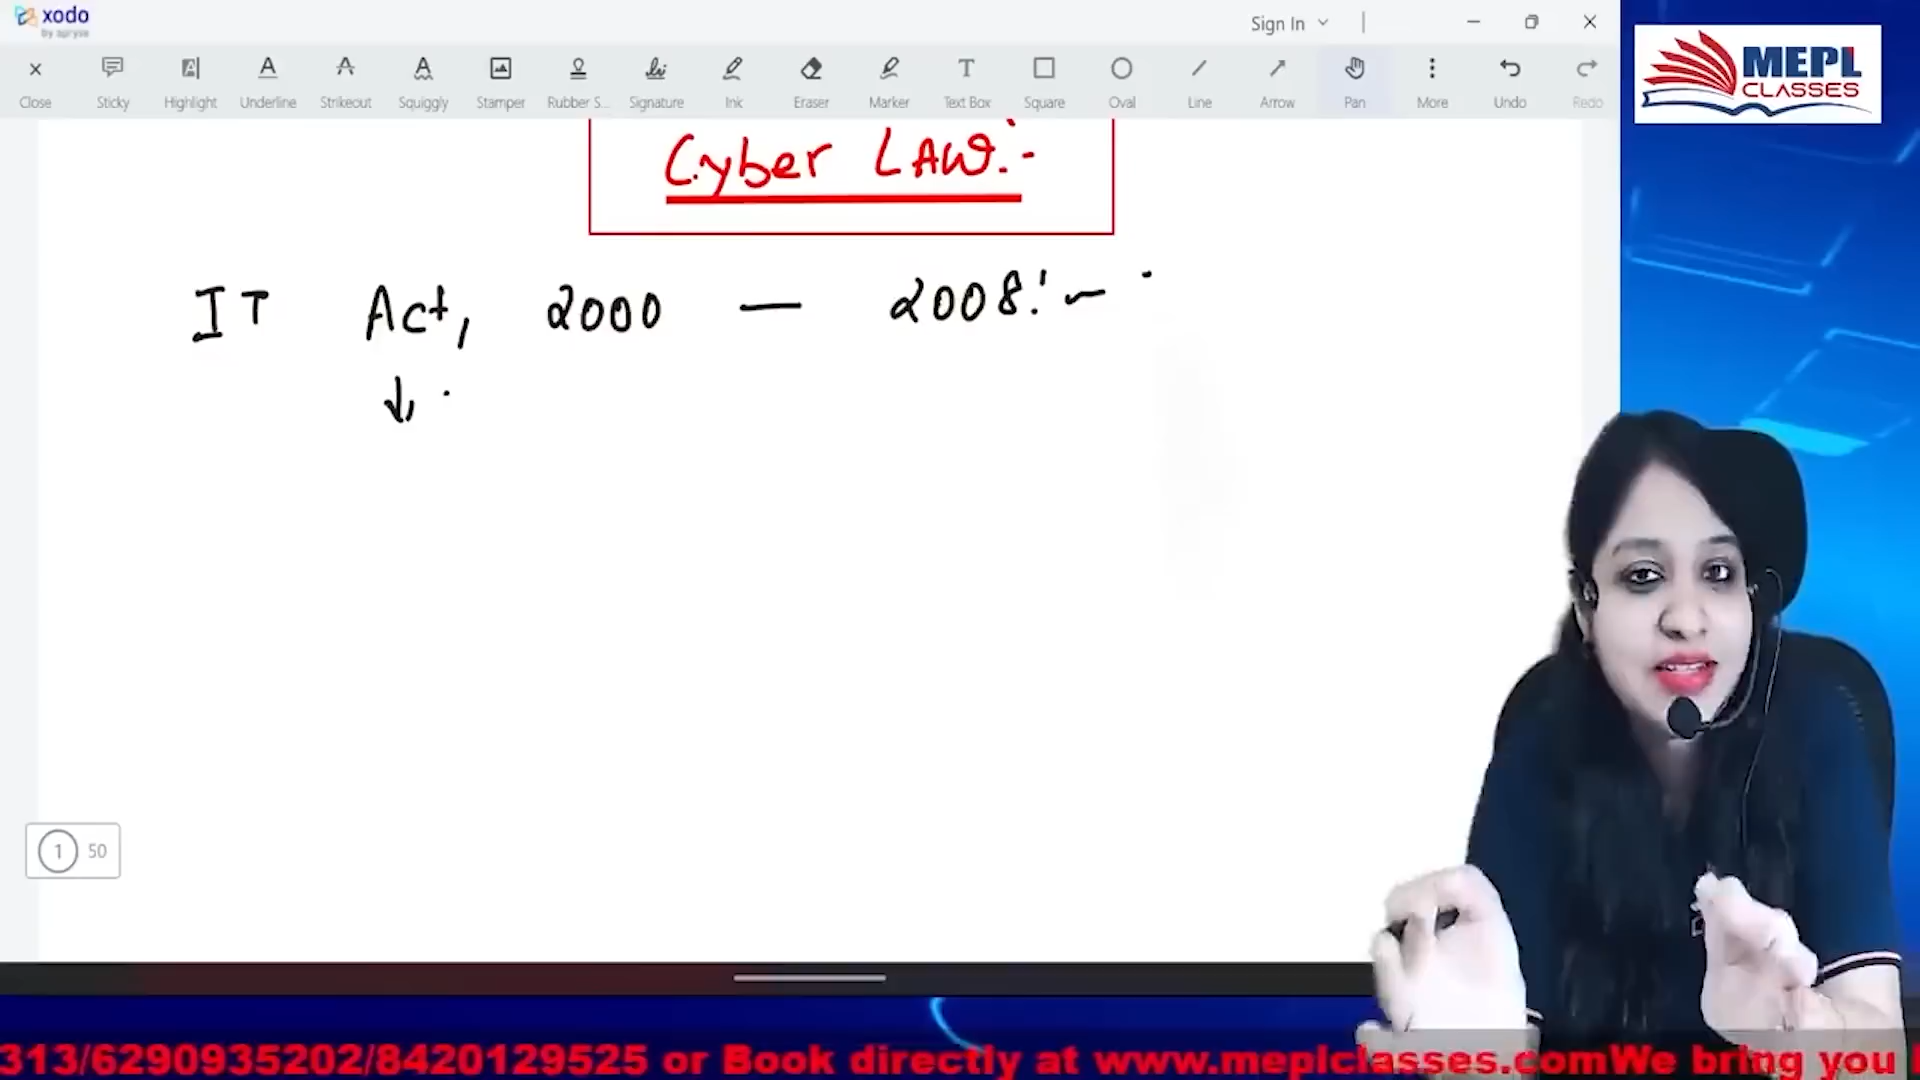 xodo
by apryse
Sign In
Close Sticky Highlight Underline Strikeout Squiggly Stamper Rubber S... Signature Ink Eraser Marker Text Box Square Oval Line Arrow Pan More Undo Redo
MEPL
CLASSES
Cyber LAW:-
IT Act, 2000 — 2008:-
1 50
313/6290935202/8420129525 or Book directly at www.meplclasses.comWe bring you